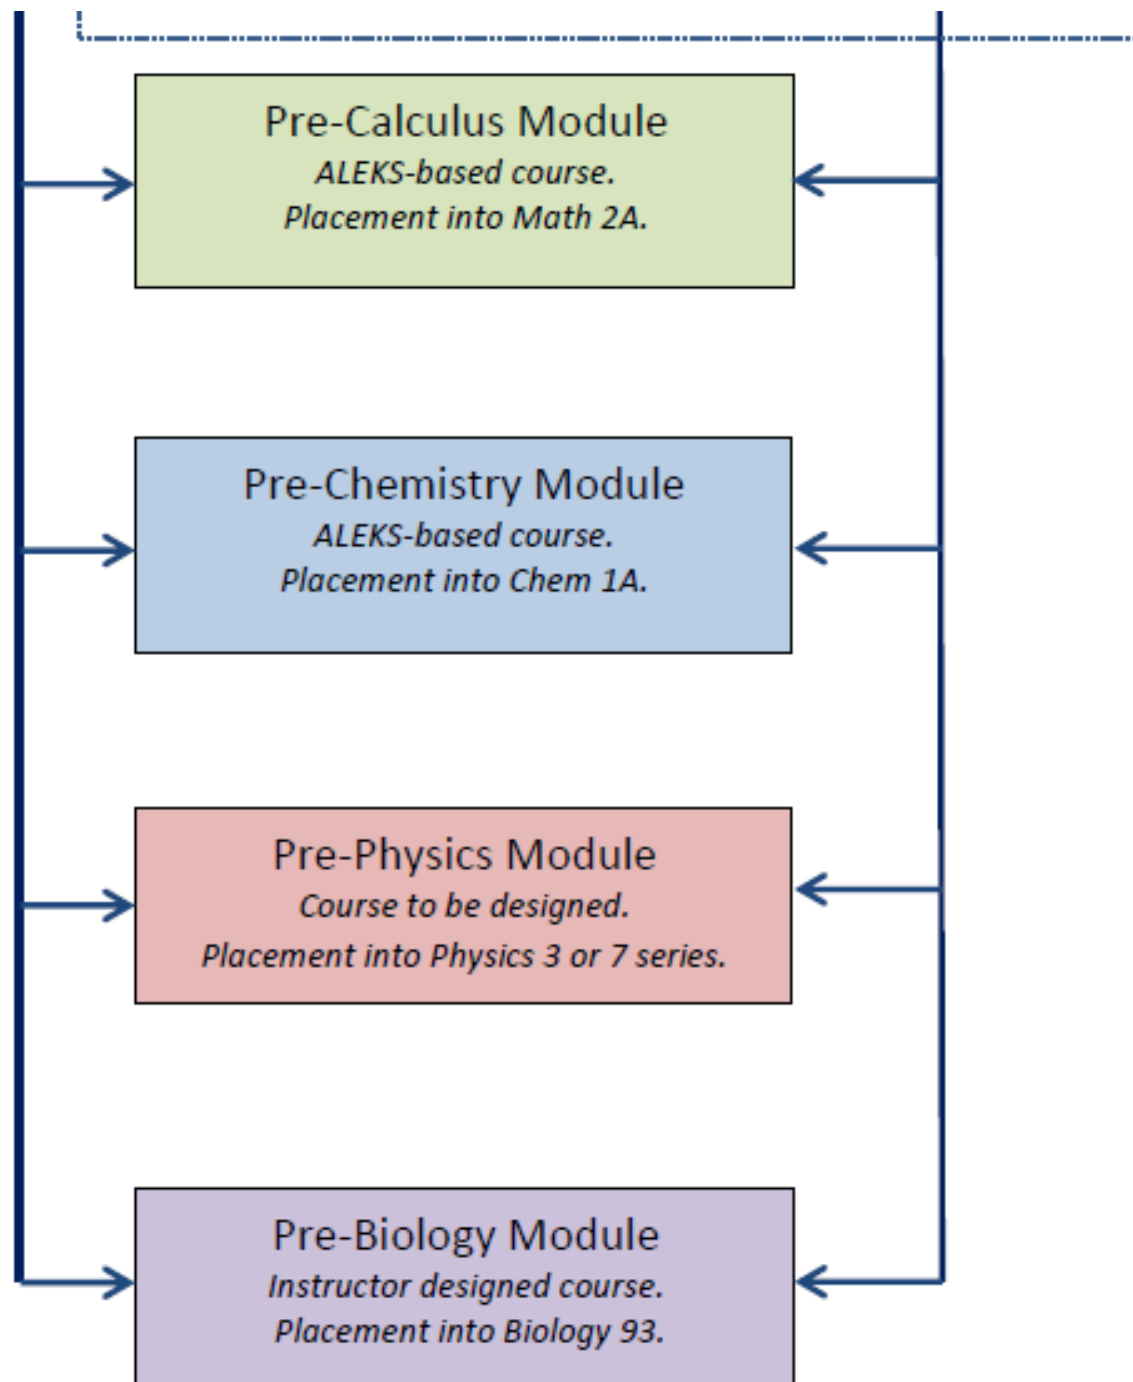 Pre-Calculus Module
ALEKS-based course.
Placement into Math 2A.
Pre-Chemistry Module
ALEKS-based course.
Placement into Chem 1A.
Pre-Physics Module
Course to be designed.
Placement into Physics 3 or 7 series.
Pre-Biology Module
Instructor designed course.
Placement into Biology 93.